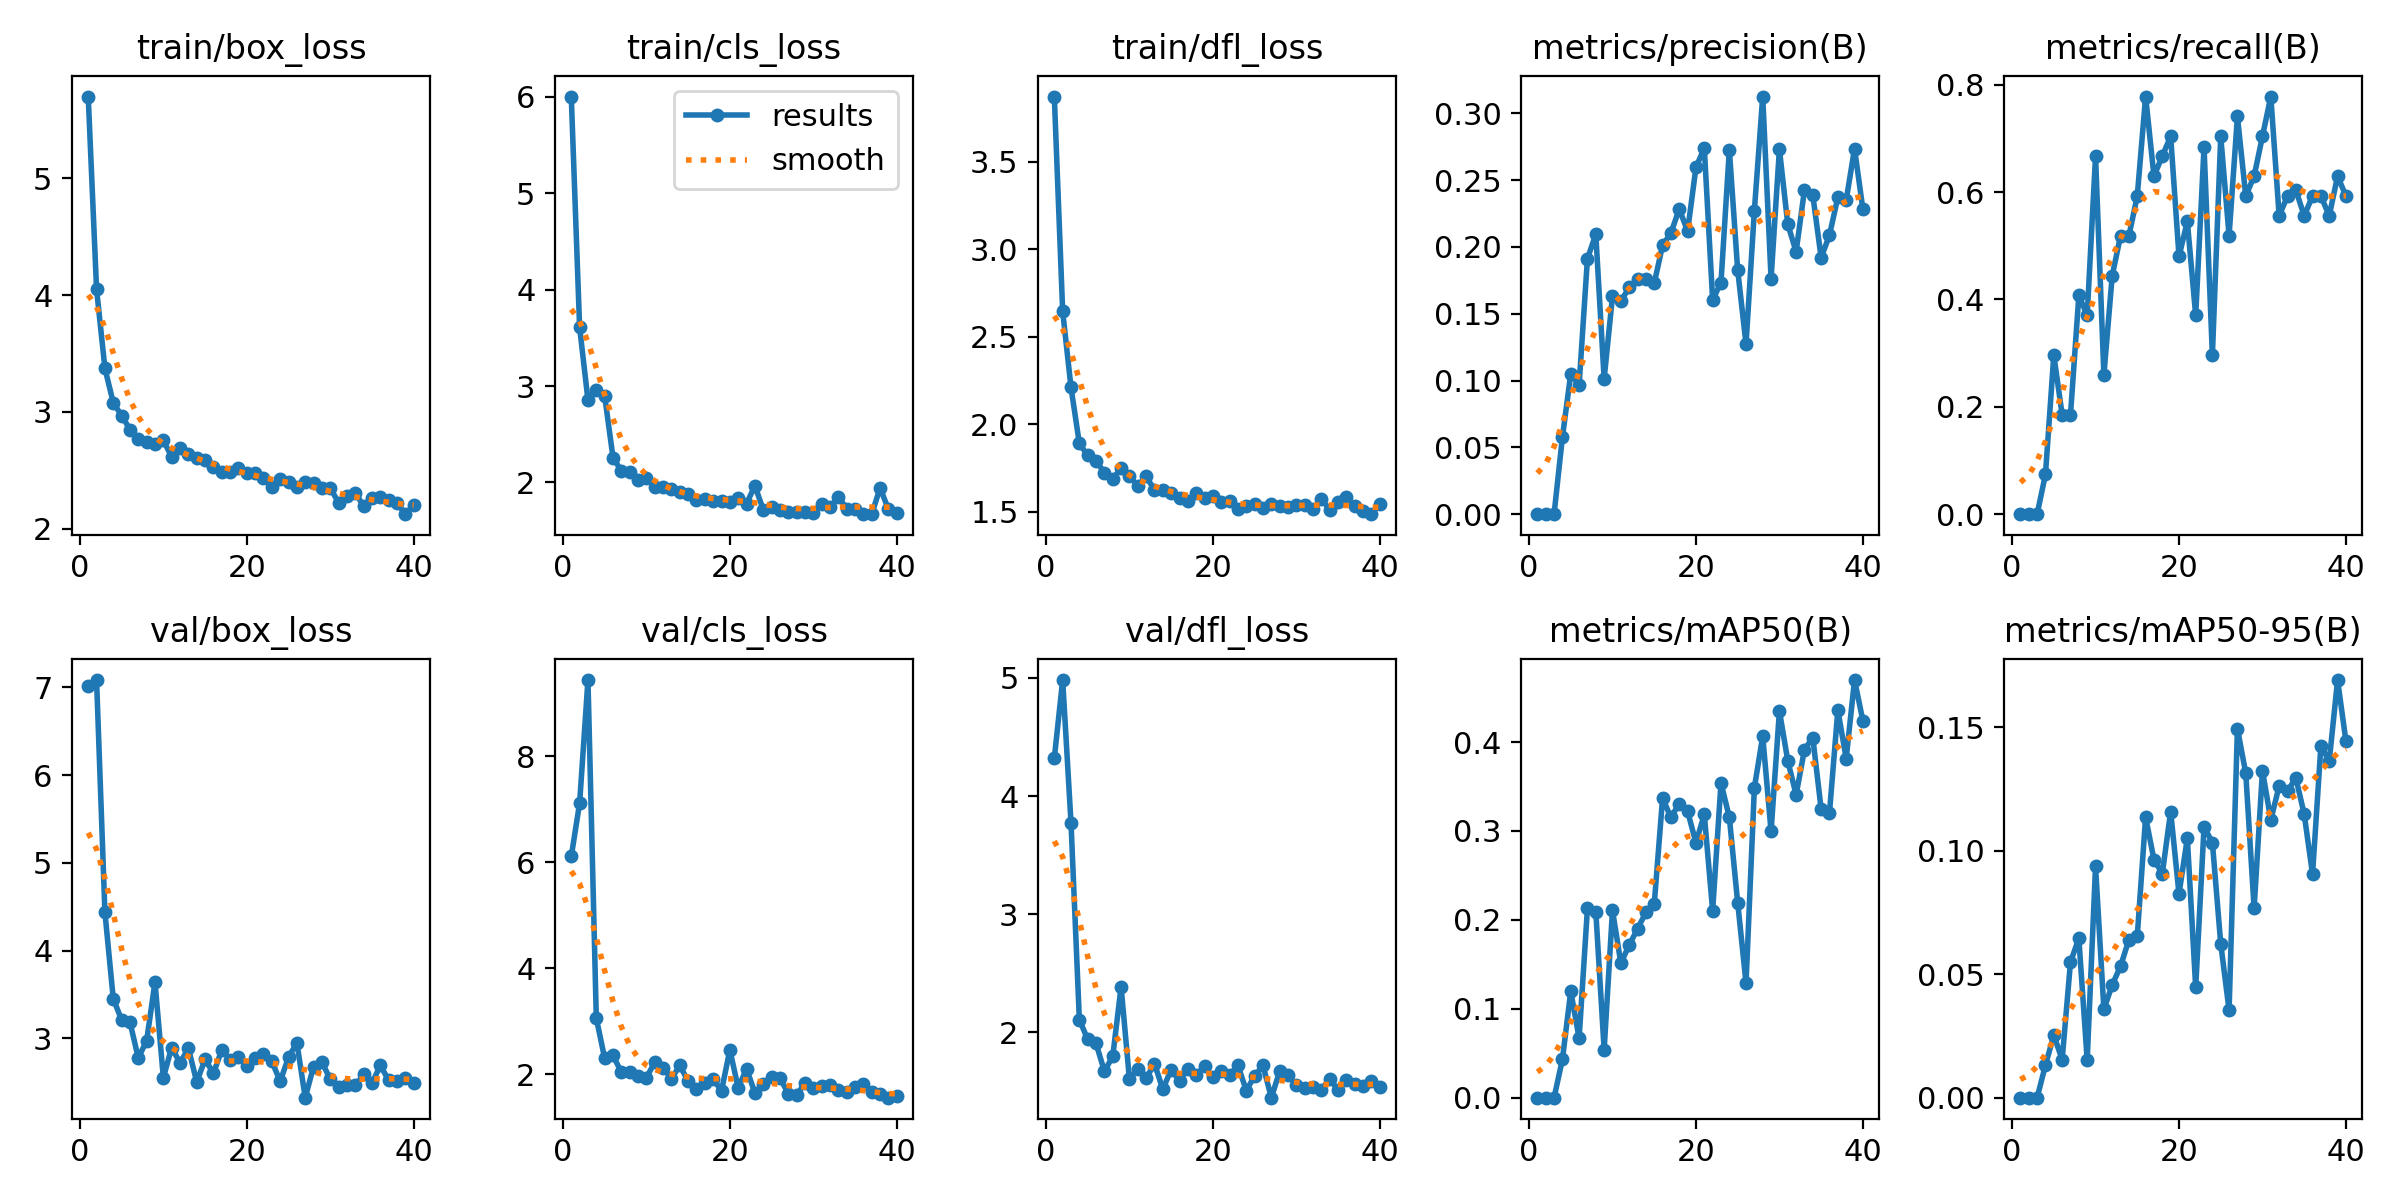 train/box_loss
train/cls_loss
train/dfl_loss
metrics/precision(B)
metrics/recall(B)
5
4
3
2
0 20 40
6
5
4
3
2
results
smooth
0 20 40
3.5
3.0
2.5
2.0
1.5
0 20 40
0.30
0.25
0.20
0.15
0.10
0.05
0.00
0 20 40
0.8
0.6
0.4
0.2
0.0
0 20 40
val/box_loss
val/cls_loss
val/dfl_loss
metrics/mAP50(B)
metrics/mAP50-95(B)
7
6
5
4
3
0 20 40
8
6
4
2
0 20 40
5
4
3
2
0 20 40
0.4
0.3
0.2
0.1
0.0
0 20 40
0.15
0.10
0.05
0.00
0 20 40